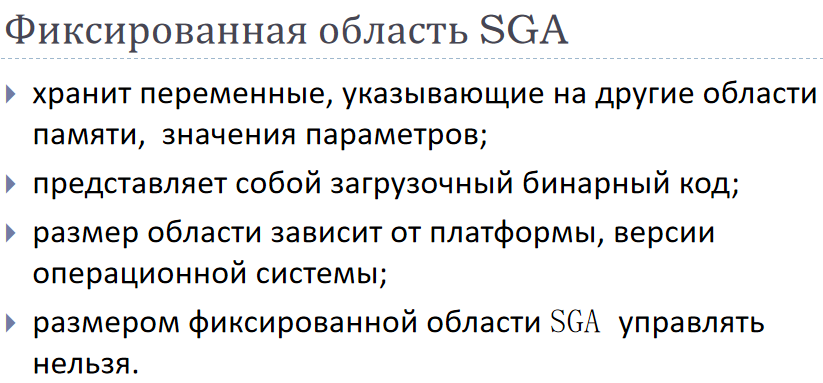 Фиксированная область SGA
хранит переменные, указывающие на другие области
памяти, значения параметров;
представляет собой загрузочный бинарный код;
размер области зависит от платформы, версии
операционной системы;
размером фиксированной области SGA управлять
нельзя.